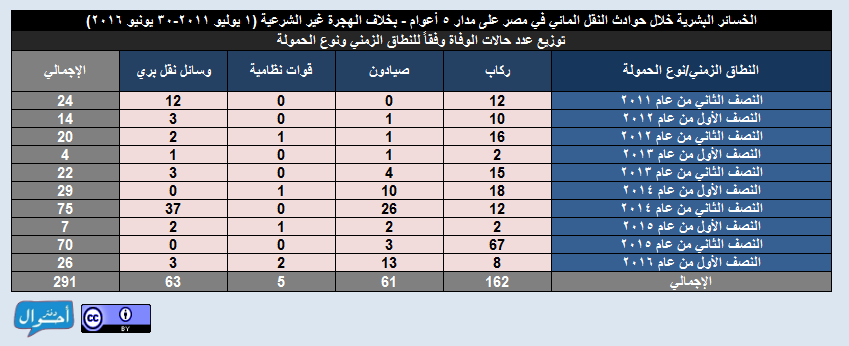 الخسائر البشرية خلال حوادث النقل المائي في مصر على مدار ٥ أعوام - بخلاف الهجرة غير الشرعية (١ يوليو ٢٠١١-٣٠ يونيو ٢٠١٦)
توزيع عدد حالات الوفاة وفقاً للنطاق الزمني ونوع الحمولة
النطاق الزمني/نوع الحمولة ركاب صيادون قوات نظامية وسائل نقل بري الإجمالي
النصف الثاني من عام ٢٠١١ 12 0 0 12 24
النصف الأول من عام ٢٠١٢ 10 1 0 3 14
النصف الثاني من عام ٢٠١٢ 16 1 1 2 20
النصف الأول من عام ٢٠١٣ 2 1 0 1 4
النصف الثاني من عام ٢٠١٣ 15 4 0 3 22
النصف الأول من عام ٢٠١٤ 18 10 1 0 29
النصف الثاني من عام ٢٠١٤ 12 26 0 37 75
النصف الأول من عام ٢٠١٥ 2 2 1 2 7
النصف الثاني من عام ٢٠١٥ 67 3 0 0 70
النصف الأول من عام ٢٠١٦ 8 13 2 3 26
الإجمالي 162 61 5 63 291
دفتر أحوال
cc BY